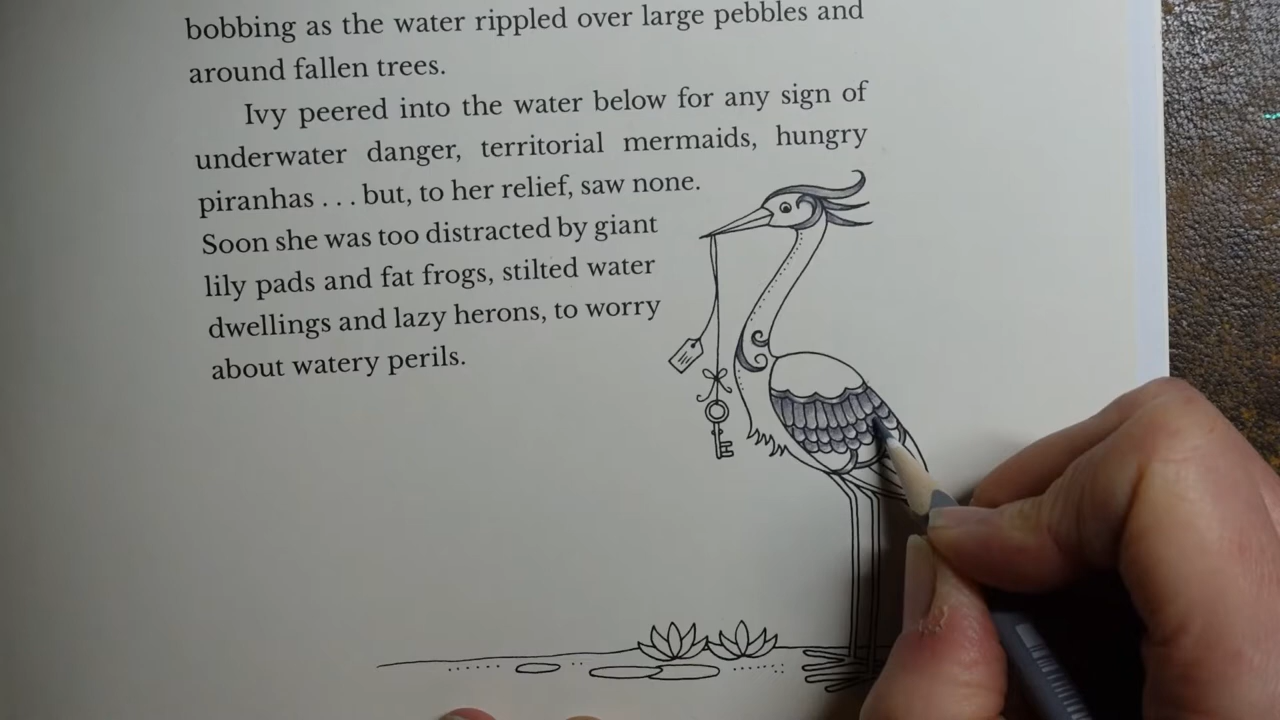 bobbing as the water rippled over large pebbles and
around fallen trees.
Ivy peered into the water below for any sign of
underwater danger, territorial mermaids, hungry
piranhas . . . but, to her relief, saw none.
Soon she was too distracted by giant
lily pads and fat frogs, stilted water
dwellings and lazy herons, to worry
about watery perils.